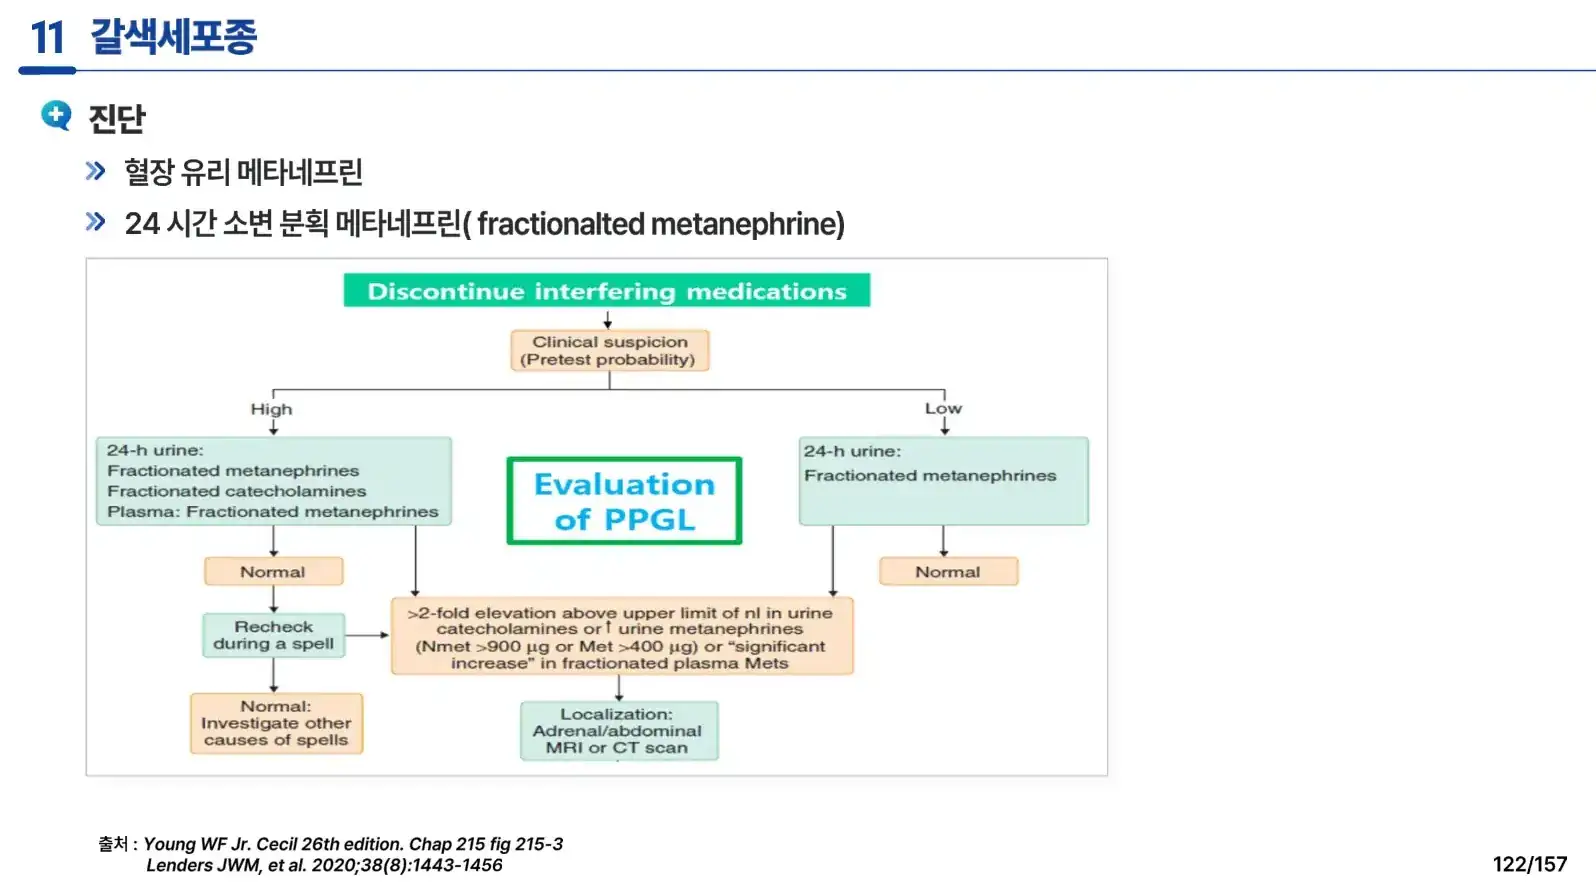 11 갈색세포종
진단
혈장 유리 메타네프린
24 시간 소변 분획 메타네프린( fractionalted metanephrine)
Discontinue interfering medications
Clinical suspicion
(Pretest probability)
High
Low
24-h urine:
Fractionated metanephrines
Fractionated catecholamines
Plasma: Fractionated metanephrines
Evaluation
of PPGL
24-h urine:
Fractionated metanephrines
Normal
Normal
Recheck
during a spell
>2-fold elevation above upper limit of nl in urine
catecholamines or↑ urine metanephrines
(Nmet >900 μg or Met >400 μg) or “significant
increase” in fractionated plasma Mets
Normal:
Investigate other
causes of spells
Localization:
Adrenal/abdominal
MRI or CT scan
출처 : Young WF Jr. Cecil 26th edition. Chap 215 fig 215-3
Lenders JWM, et al. 2020;38(8):1443-1456
122/157